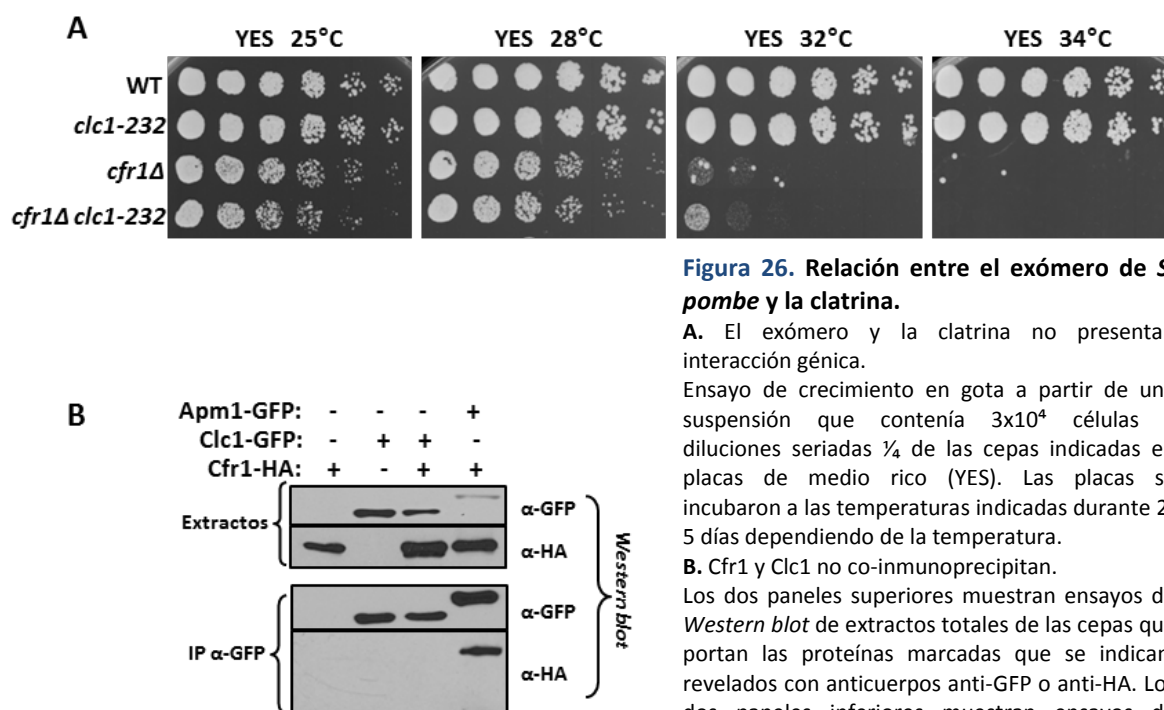 A
YES 25°C
YES 28°C
YES 32°C
YES 34°C
WT
clc1-232
cfr1Δ
cfr1Δ clc1-232
Figura 26. Relación entre el exómero de S
pombe y la clatrina.
A. El exómero y la clatrina no presenta
interacción génica.
Ensayo de crecimiento en gota a partir de un
suspensión que contenía 3x10⁴ células
diluciones seriadas ¼ de las cepas indicadas e
placas de medio rico (YES). Las placas s
incubaron a las temperaturas indicadas durante 2
5 días dependiendo de la temperatura.
B. Cfr1 y Clc1 no co-inmunoprecipitan.
Los dos paneles superiores muestran ensayos d
Western blot de extractos totales de las cepas qu
portan las proteínas marcadas que se indican
revelados con anticuerpos anti-GFP o anti-HA. Lo
dos paneles inferiores muestran ensayos d
B
Apm1-GFP: - - - +
Clc1-GFP: - + + -
Cfr1-HA: + - + +
Extractos
α-GFP
α-HA
IP α-GFP
α-GFP
α-HA
Western blot